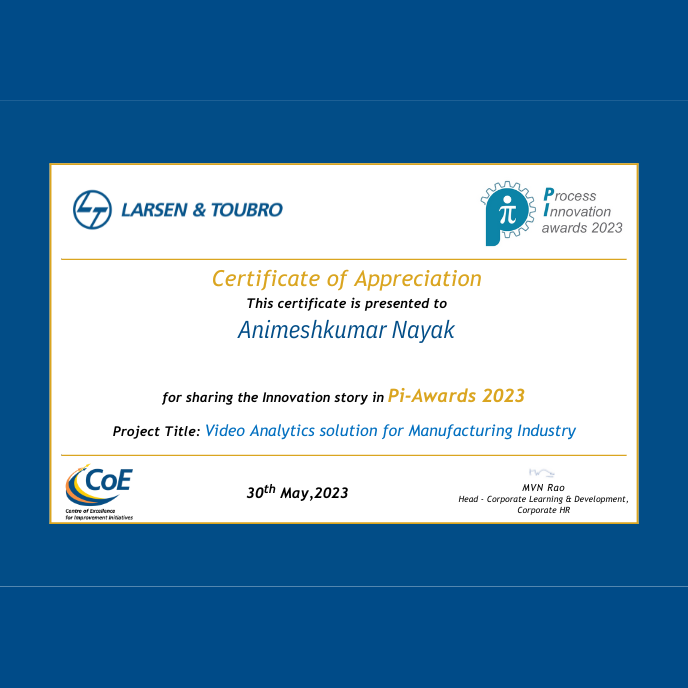 LARSEN & TOUBRO
Process
Innovation
awards 2023
Certificate of Appreciation
This certificate is presented to
Animeshkumar Nayak
for sharing the Innovation story in Pi-Awards 2023
Project Title: Video Analytics solution for Manufacturing Industry
CoE
Centre of Excellence
for Improvement Initiatives
30th May,2023
MVN Rao
Head - Corporate Learning & Development,
Corporate HR